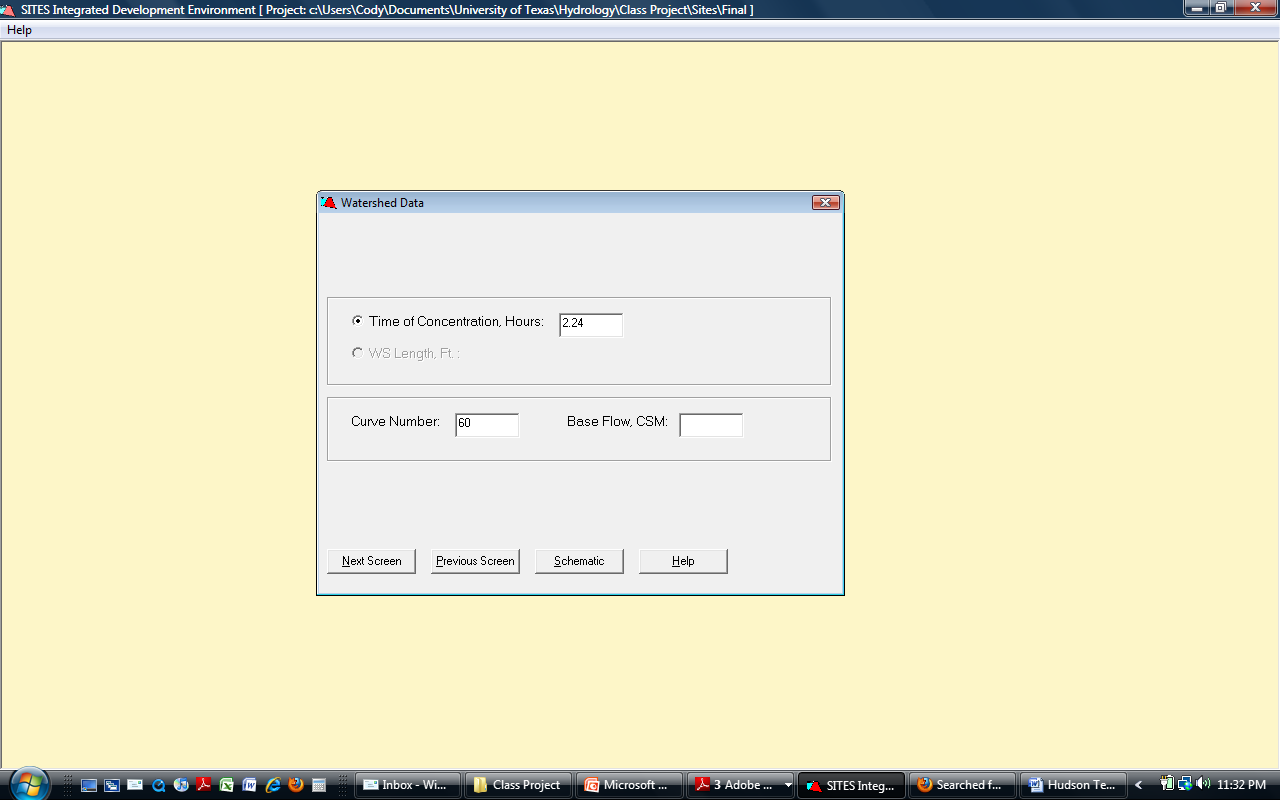 SITES Integrated Development Environment [ Project: c:\Users\Cody\Documents\University of Texas\Hydrology\Class Project\Sites\Final ]
Help
Watershed Data
Time of Concentration, Hours: 2.24
WS Length, Ft. :
Curve Number: 60 Base Flow, CSM:
Next Screen Previous Screen Schematic Help
Inbox - Wi... Class Project Microsoft ... 3 Adobe ... SITES Integ... Searched f... Hudson Te... < 11:32 PM